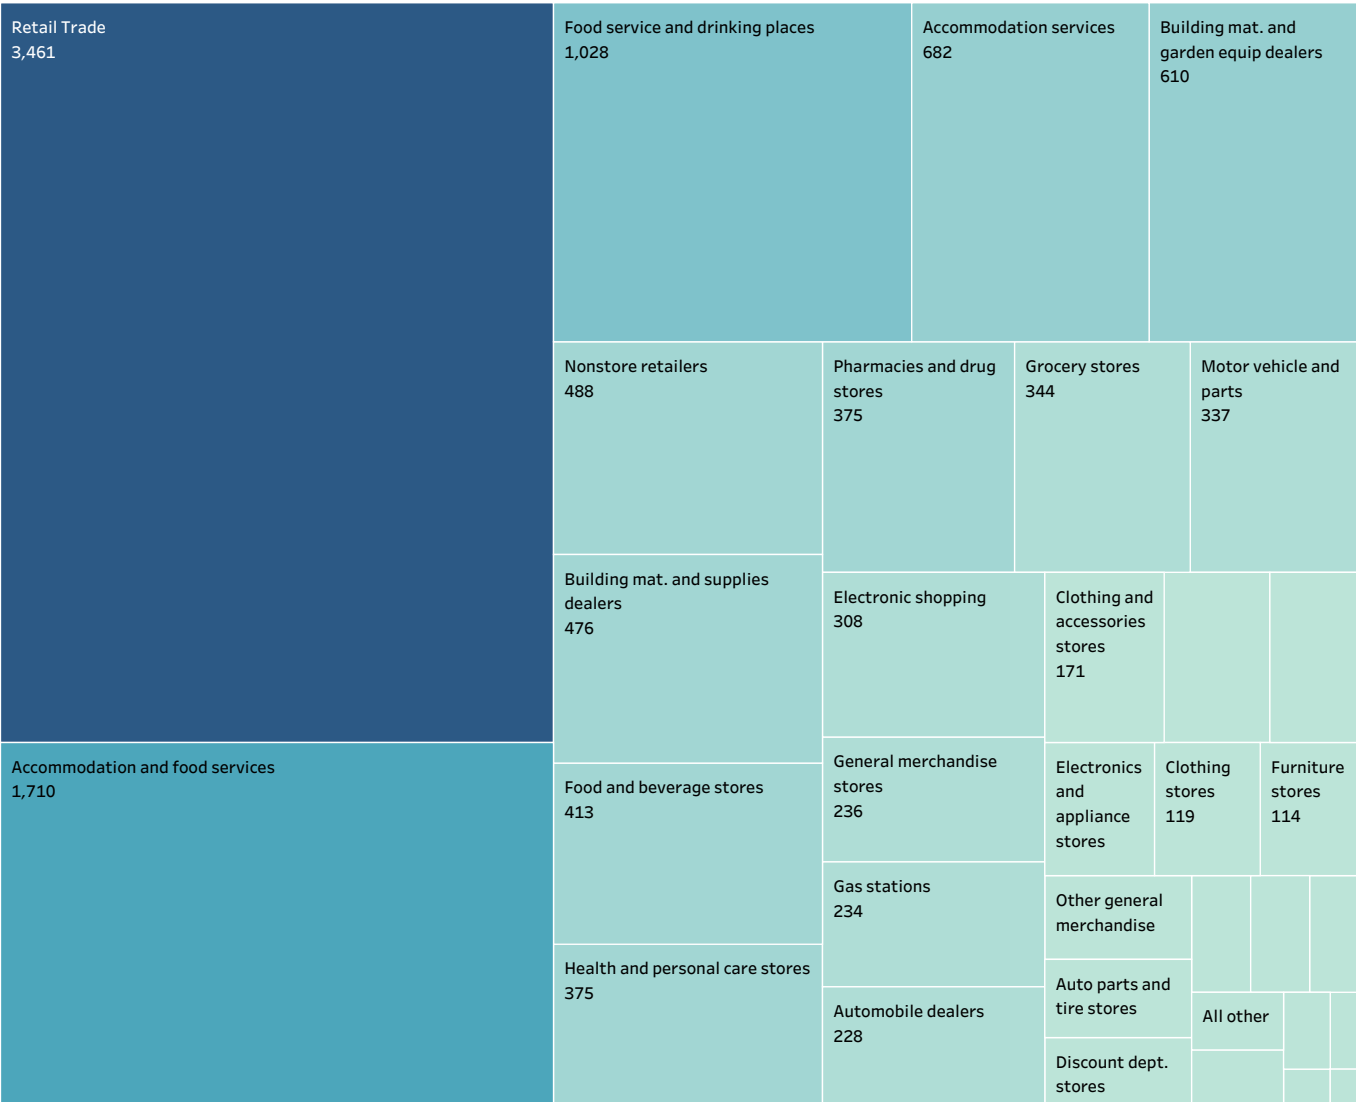 Retail Trade
3,461
Food service and drinking places
1,028
Accommodation services
682
Building mat. and
garden equip dealers
610
Nonstore retailers
488
Pharmacies and drug
stores
375
Grocery stores
344
Motor vehicle and
parts
337
Building mat. and supplies
dealers
476
Electronic shopping
308
Clothing and
accessories
stores
171
Accommodation and food services
1,710
Food and beverage stores
413
General merchandise
stores
236
Electronics
and
appliance
stores
Clothing
stores
119
Furniture
stores
114
Gas stations
234
Other general
merchandise
Health and personal care stores
375
Auto parts and
tire stores
Automobile dealers
228
All other
Discount dept.
stores